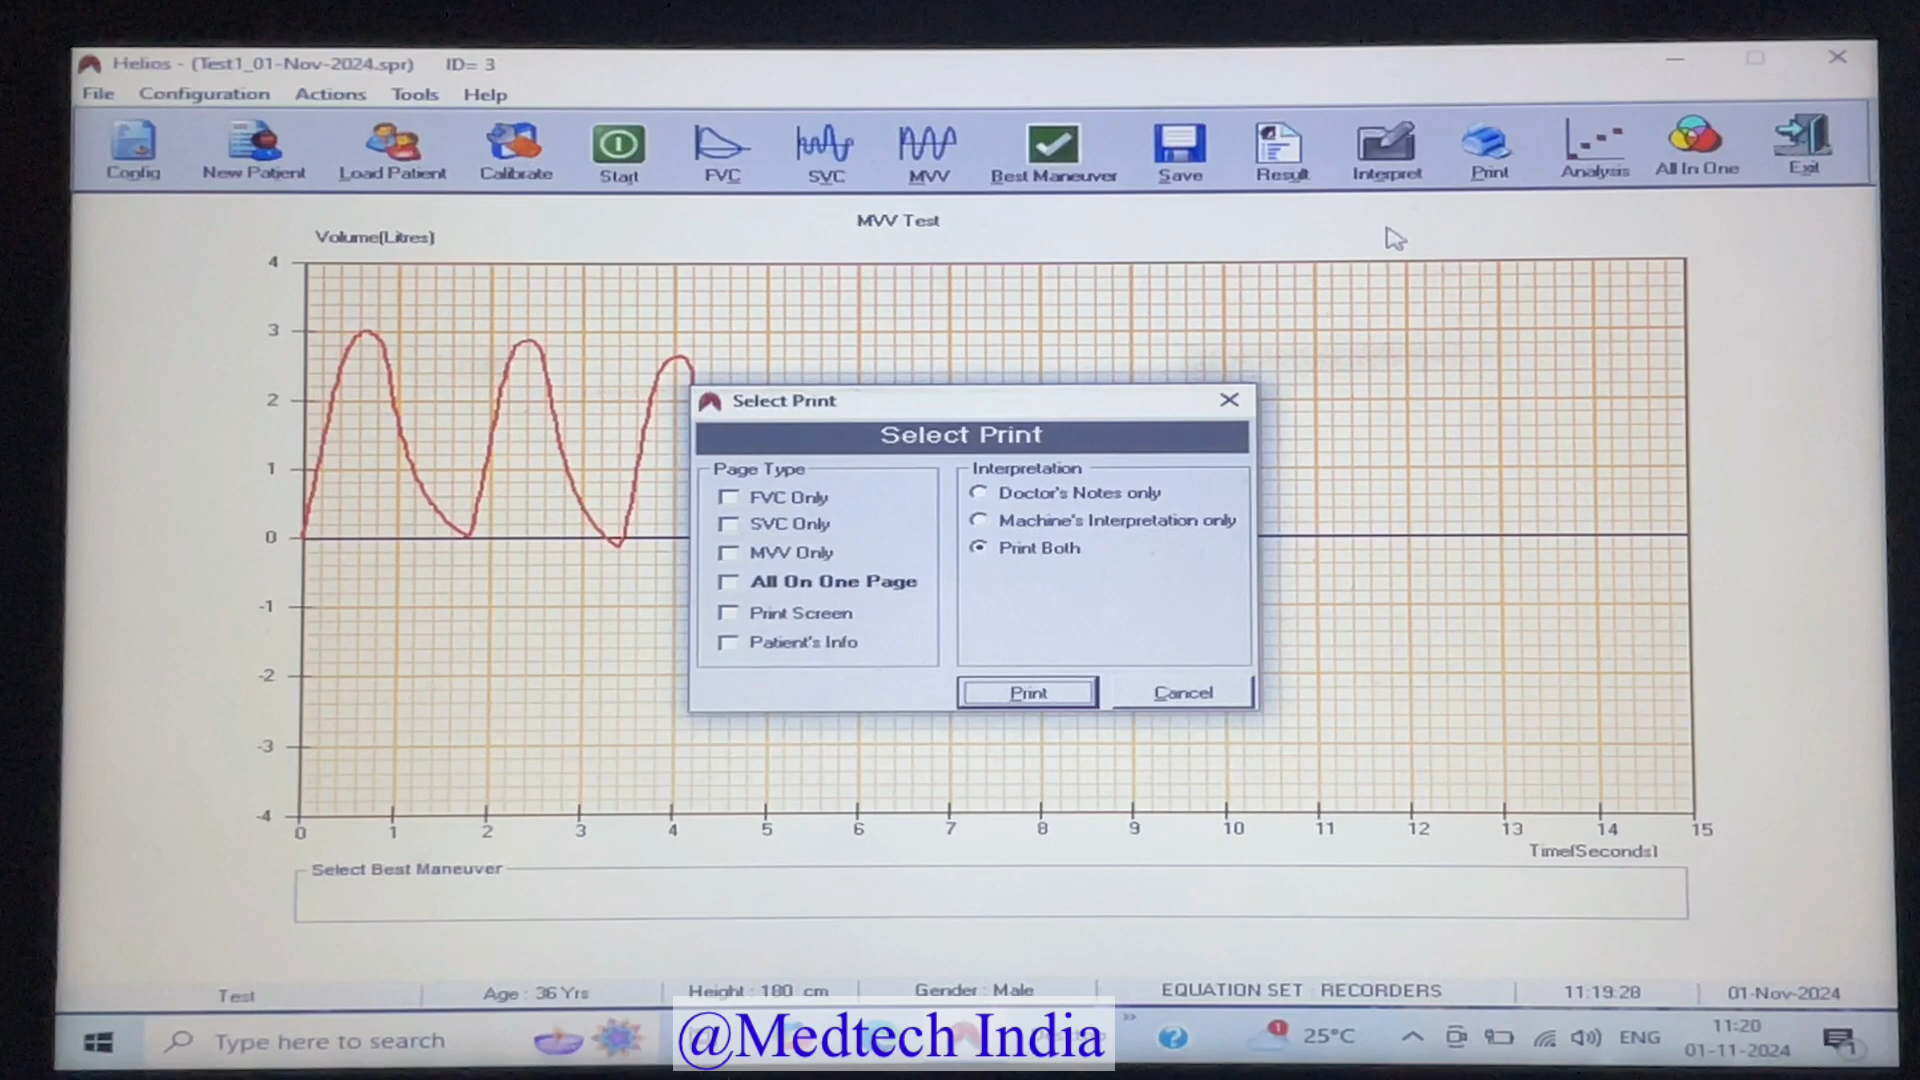 Helios - (Test1_01-Nov-2024.spr) ID= 3
File Configuration Actions Tools Help
Config New Patient Load Patient Calibrate Start FVC SVC MVV Best Maneuver Save Result Interpret Print Analysis All In One Exit
MVV Test
Volume(Litres)
4
3
2
1
0
-1
-2
-3
-4
0 1 2 3 4 5 6 7 8 9 10 11 12 13 14 15
Time(Seconds)
Select Print
Select Print
Page Type
FVC Only
SVC Only
MVV Only
All On One Page
Print Screen
Patient's Info
Interpretation
Doctor's Notes only
Machine's Interpretation only
Print Both
Print Cancel
Select Best Maneuver
Test Age : 36 Yrs Height : 180 cm Gender : Male EQUATION SET : RECORDERS 11:19:28 01-Nov-2024
Type here to search
@Medtech India
1 25°C ENG
11:20
01-11-2024
1